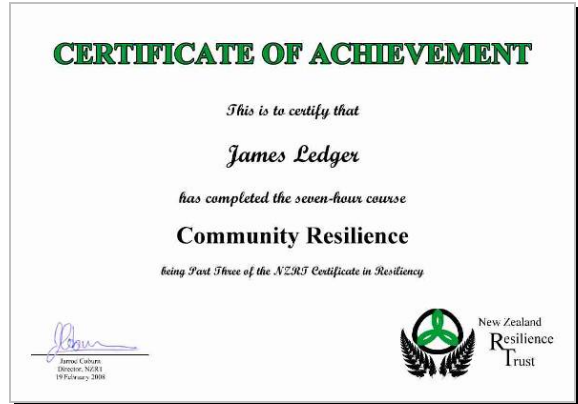 CERTIFICATE OF ACHIEVEMENT
This is to certify that
James Ledger
has completed the seven-hour course
Community Resilience
being Part Three of the NZRT Certificate in Resiliency
Jarrod Coburn
Director, NZRT
19 February 2008
New Zealand
Resilience
Trust